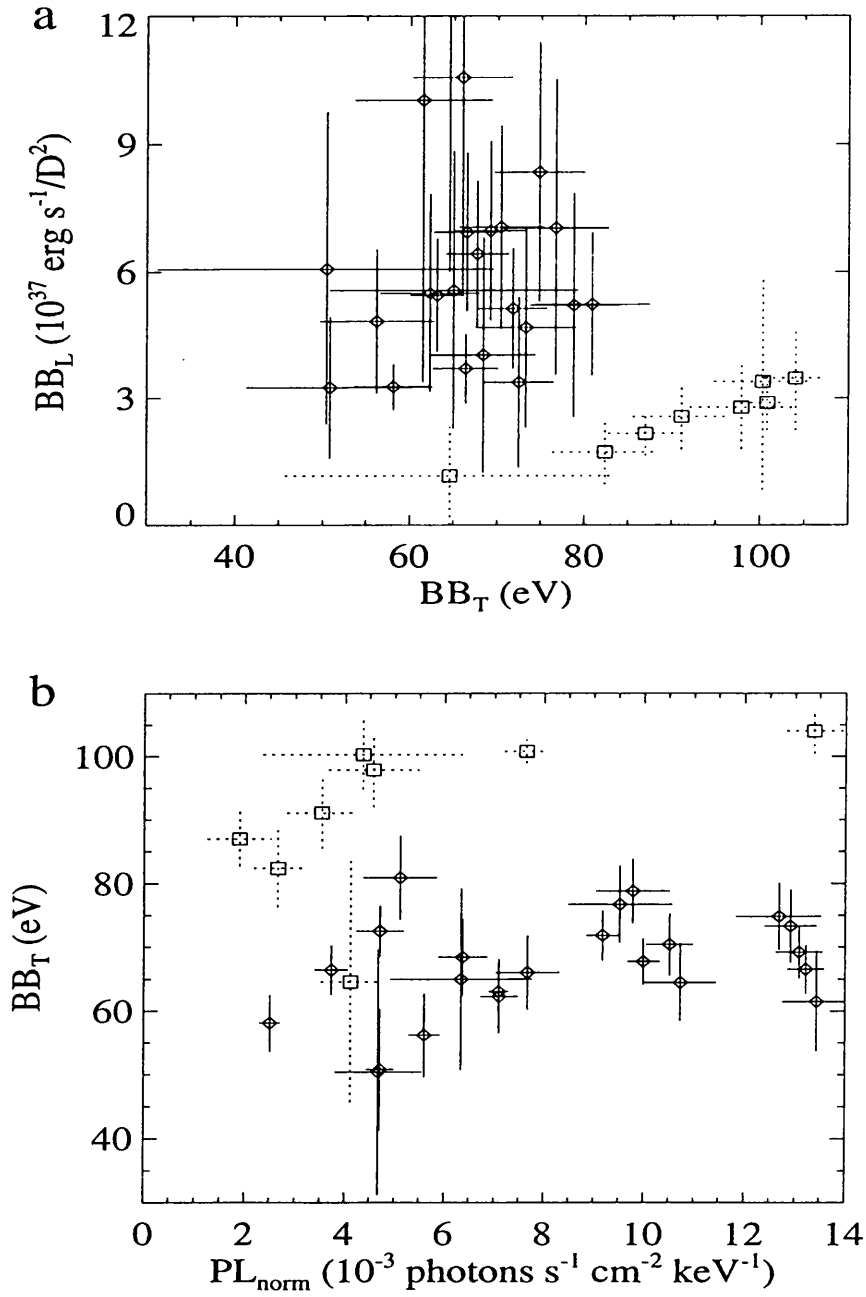 a
12
9
6
3
0
BB_L (10^37 erg s^-1/D^2)
40 60 80 100
BB_T (eV)
b
100
80
60
40
BB_T (eV)
0 2 4 6 8 10 12 14
PL_norm (10^-3 photons s^-1 cm^-2 keV^-1)